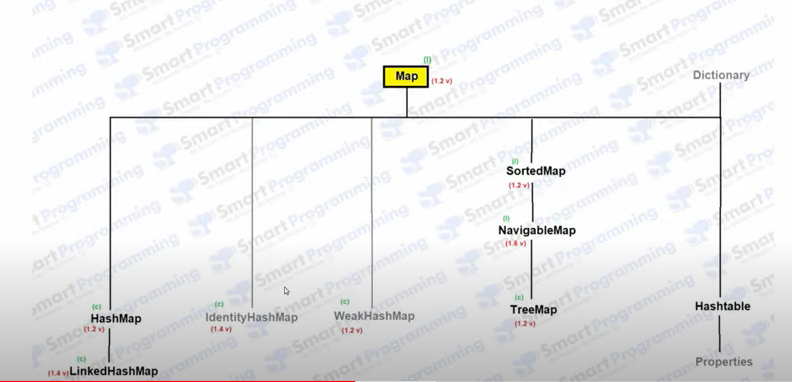 (I)
Map (1.2 v)
Dictionary
(I)
SortedMap
(1.2 v)
(I)
NavigableMap
(1.6 v)
(c)
HashMap
(1.2 v)
(c)
IdentityHashMap
(1.4 v)
(c)
WeakHashMap
(1.2 v)
(c)
TreeMap
(1.2 v)
Hashtable
(c)
(1.4 v) LinkedHashMap
Properties
Smart Programming